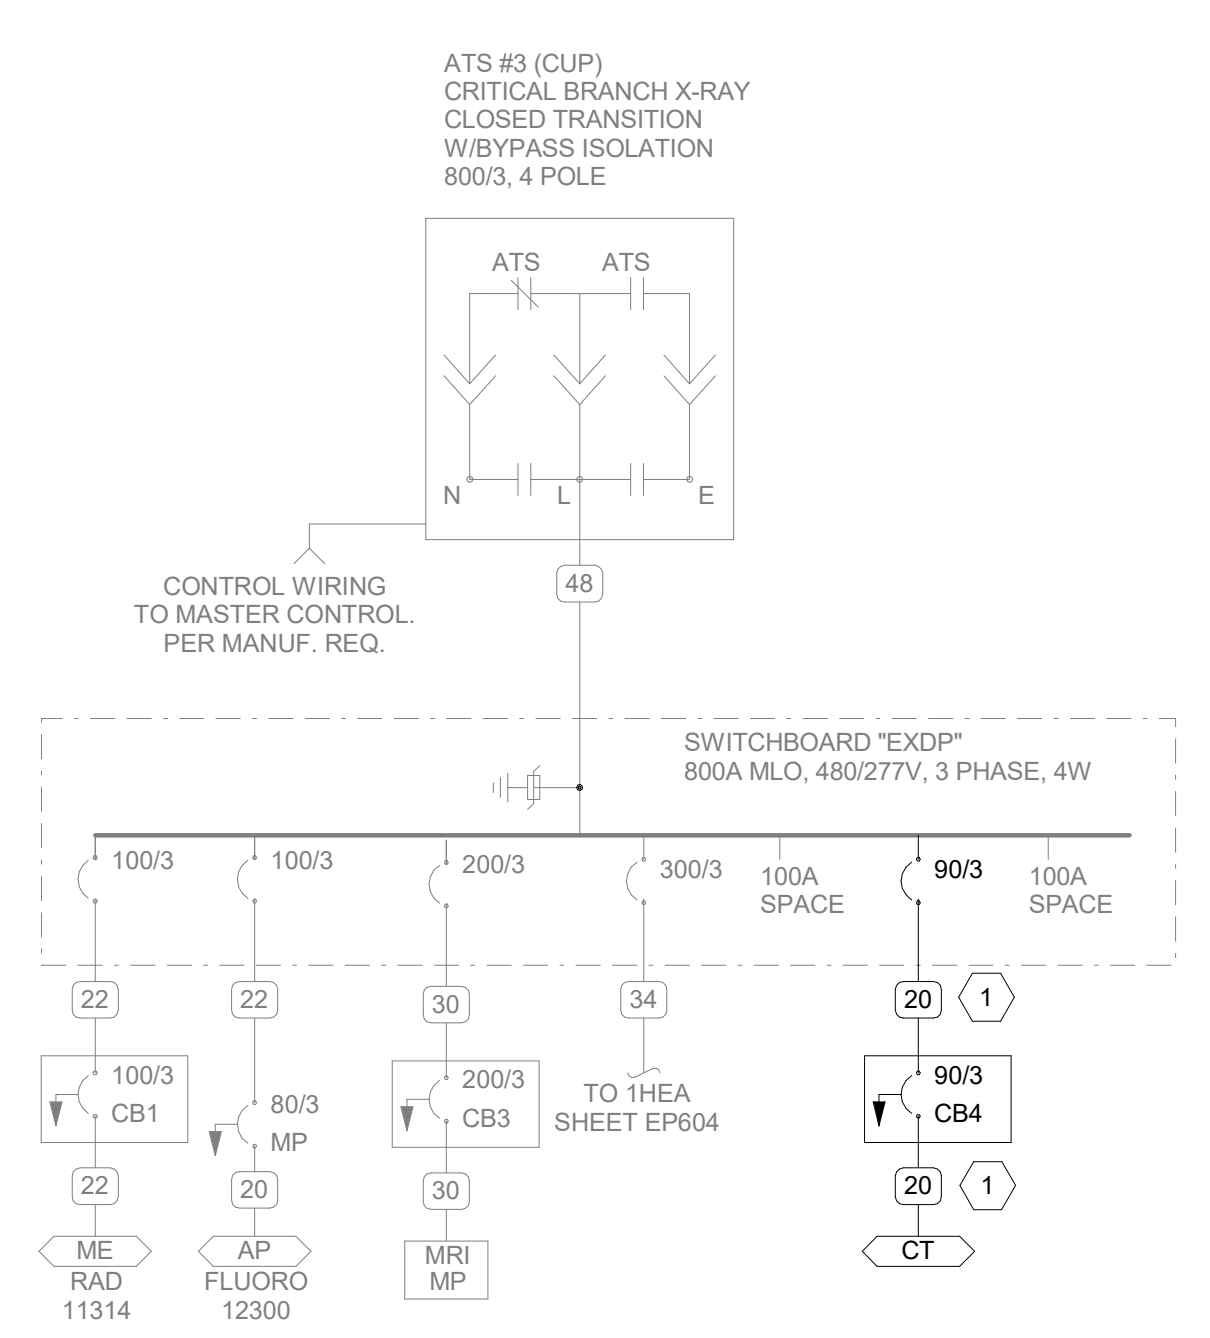 ATS #3 (CUP)
CRITICAL BRANCH X-RAY
CLOSED TRANSITION
W/BYPASS ISOLATION
800/3, 4 POLE
ATS
ATS
N
L
E
48
CONTROL WIRING
TO MASTER CONTROL.
PER MANUF. REQ.
SWITCHBOARD "EXDP"
800A MLO, 480/277V, 3 PHASE, 4W
100/3
100/3
200/3
300/3
100A
SPACE
90/3
100A
SPACE
22
22
30
34
20
1
100/3
CB1
80/3
MP
200/3
CB3
TO 1HEA
SHEET EP604
90/3
CB4
22
20
30
20
1
ME
RAD
11314
AP
FLUORO
12300
MRI
MP
CT